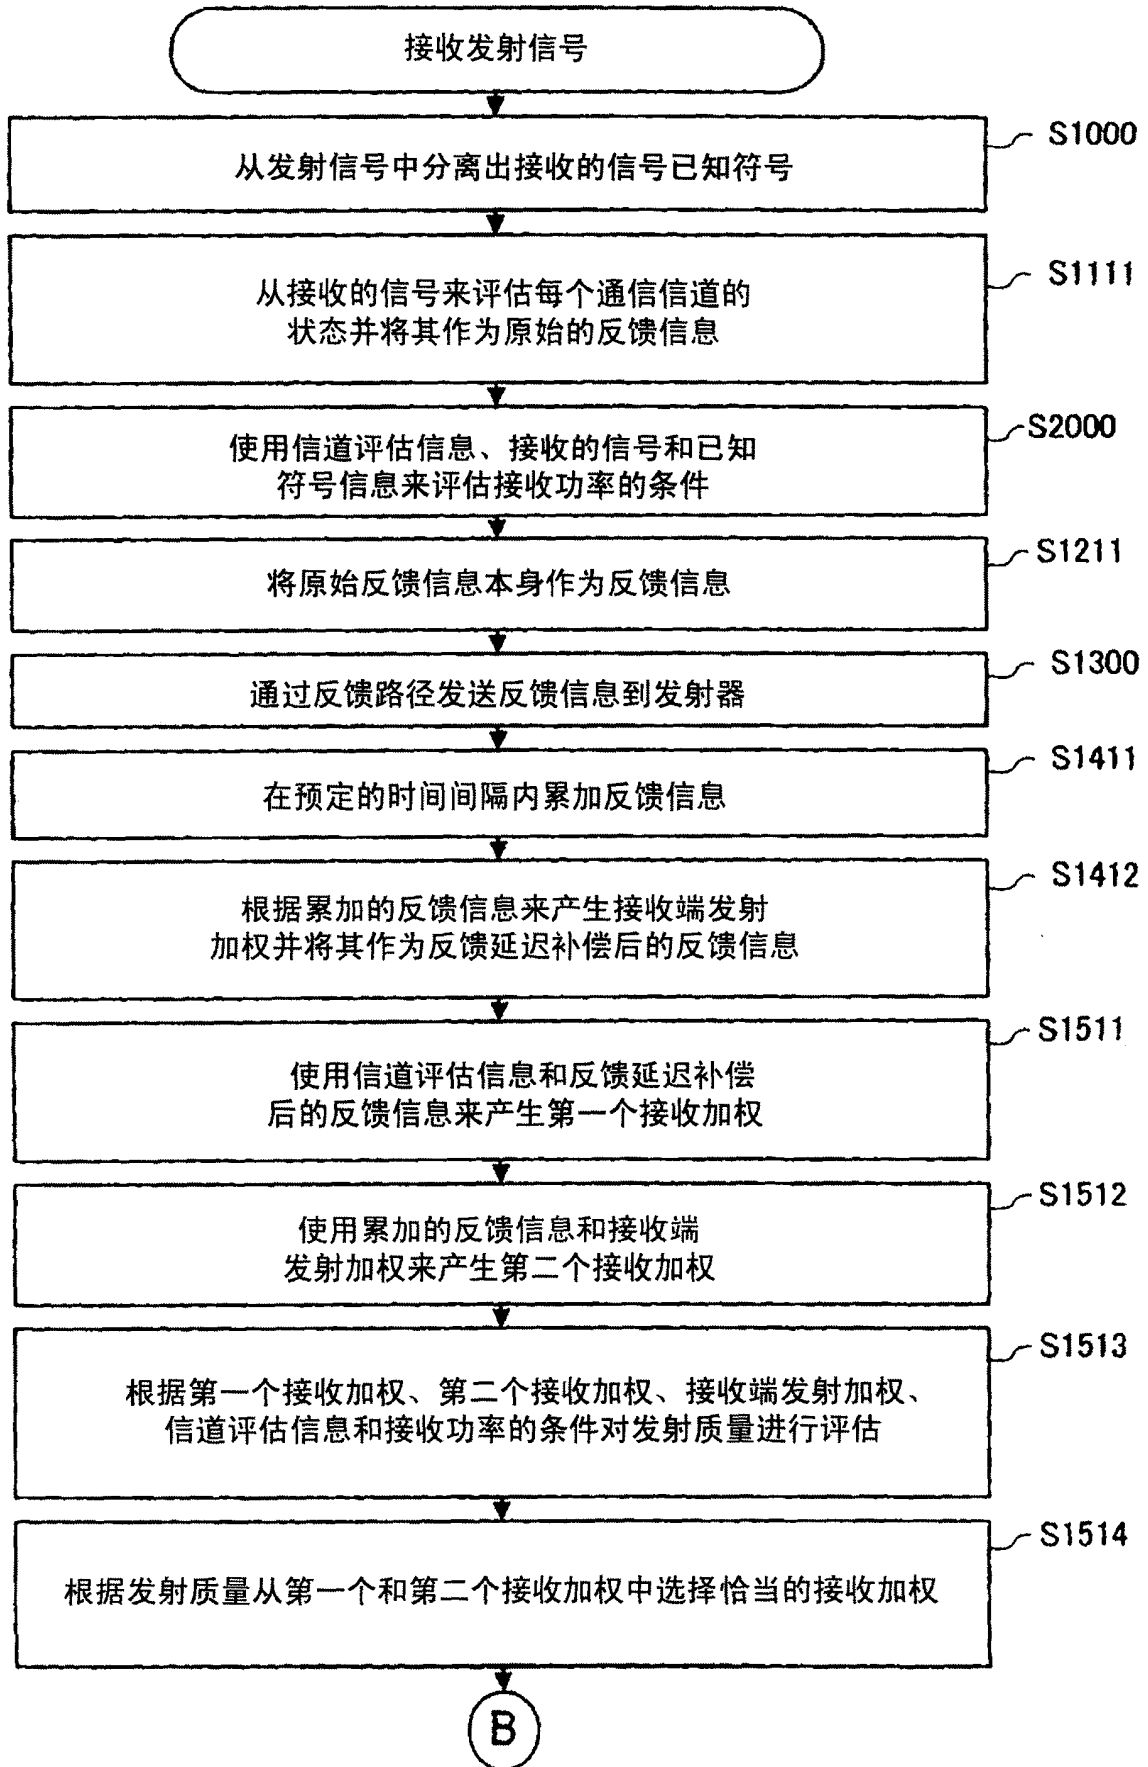 接收发射信号
S1000
从发射信号中分离出接收的信号已知符号
S1111
从接收的信号来评估每个通信信道的
状态并将其作为原始的反馈信息
S2000
使用信道评估信息、接收的信号和已知
符号信息来评估接收功率的条件
S1211
将原始反馈信息本身作为反馈信息
S1300
通过反馈路径发送反馈信息到发射器
S1411
在预定的时间间隔内累加反馈信息
S1412
根据累加的反馈信息来产生接收端发射
加权并将其作为反馈延迟补偿后的反馈信息
S1511
使用信道评估信息和反馈延迟补偿
后的反馈信息来产生第一个接收加权
S1512
使用累加的反馈信息和接收端
发射加权来产生第二个接收加权
S1513
根据第一个接收加权、第二个接收加权、接收端发射加权、
信道评估信息和接收功率的条件对发射质量进行评估
S1514
根据发射质量从第一个和第二个接收加权中选择恰当的接收加权
B